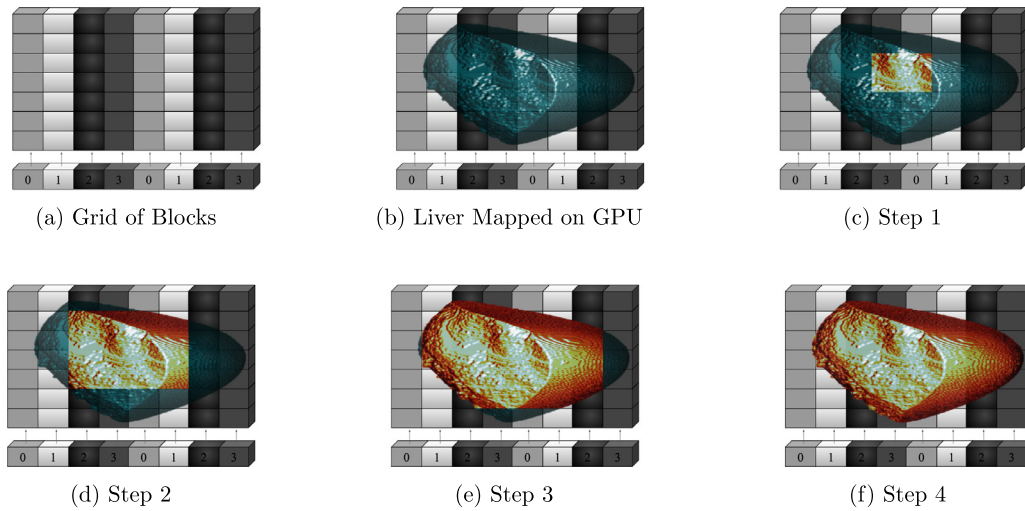 0 1 2 3 0 1 2 3
0 1 2 3 0 1 2 3
0 1 2 3 0 1 2 3
(a) Grid of Blocks
(b) Liver Mapped on GPU
(c) Step 1
0 1 2 3 0 1 2 3
0 1 2 3 0 1 2 3
0 1 2 3 0 1 2 3
(d) Step 2
(e) Step 3
(f) Step 4